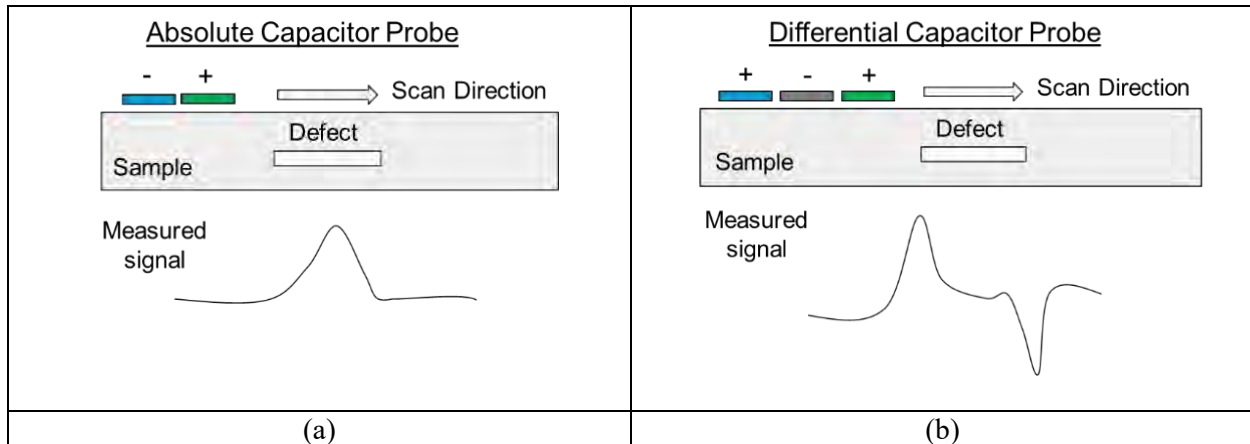 Absolute Capacitor Probe
- +
Scan Direction
Defect
Sample
Measured
signal
(a)
Differential Capacitor Probe
+ - +
Scan Direction
Defect
Sample
Measured
signal
(b)